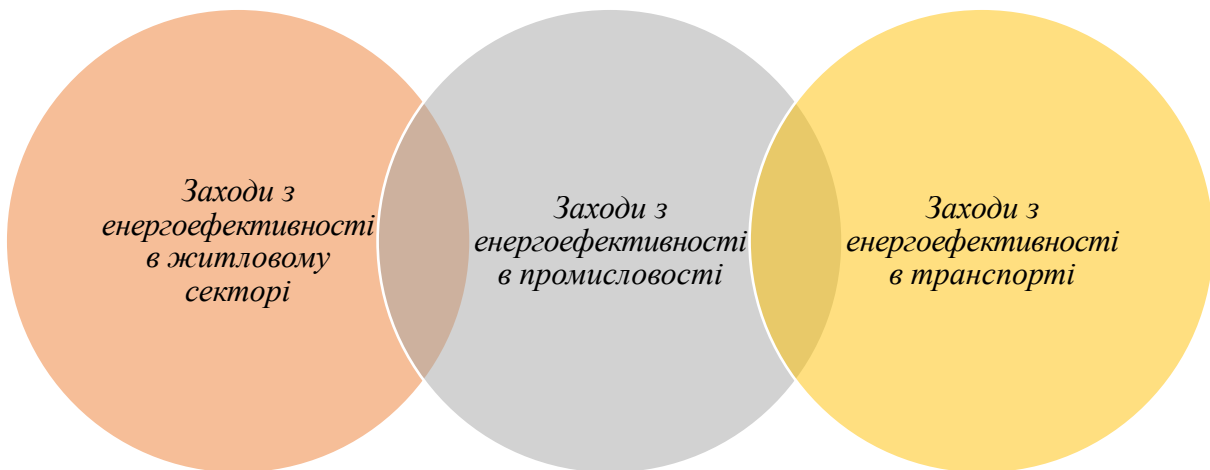 Заходи з
енергоефективності
в житловому
секторі
Заходи з
енергоефективності
в промисловості
Заходи з
енергоефективності
в транспорті